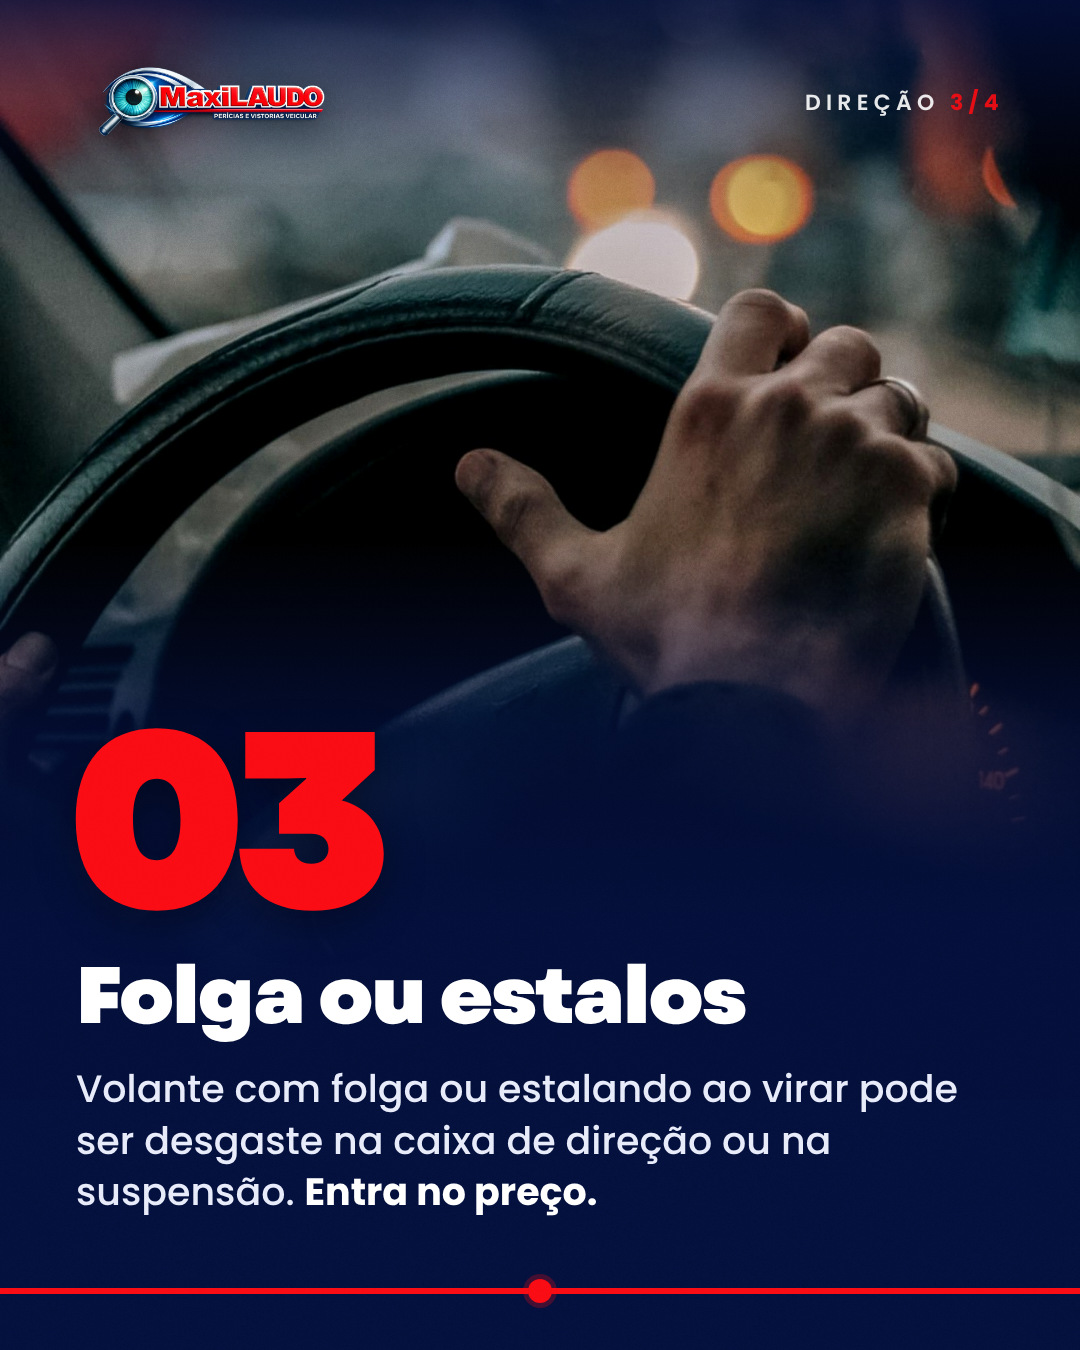 MaxiLAUDO
PERÍCIAS E VISTORIAS VEICULAR
DIREÇÃO 3/4
140
03
Folga ou estalos
Volante com folga ou estalando ao virar pode
ser desgaste na caixa de direção ou na
suspensão. Entra no preço.